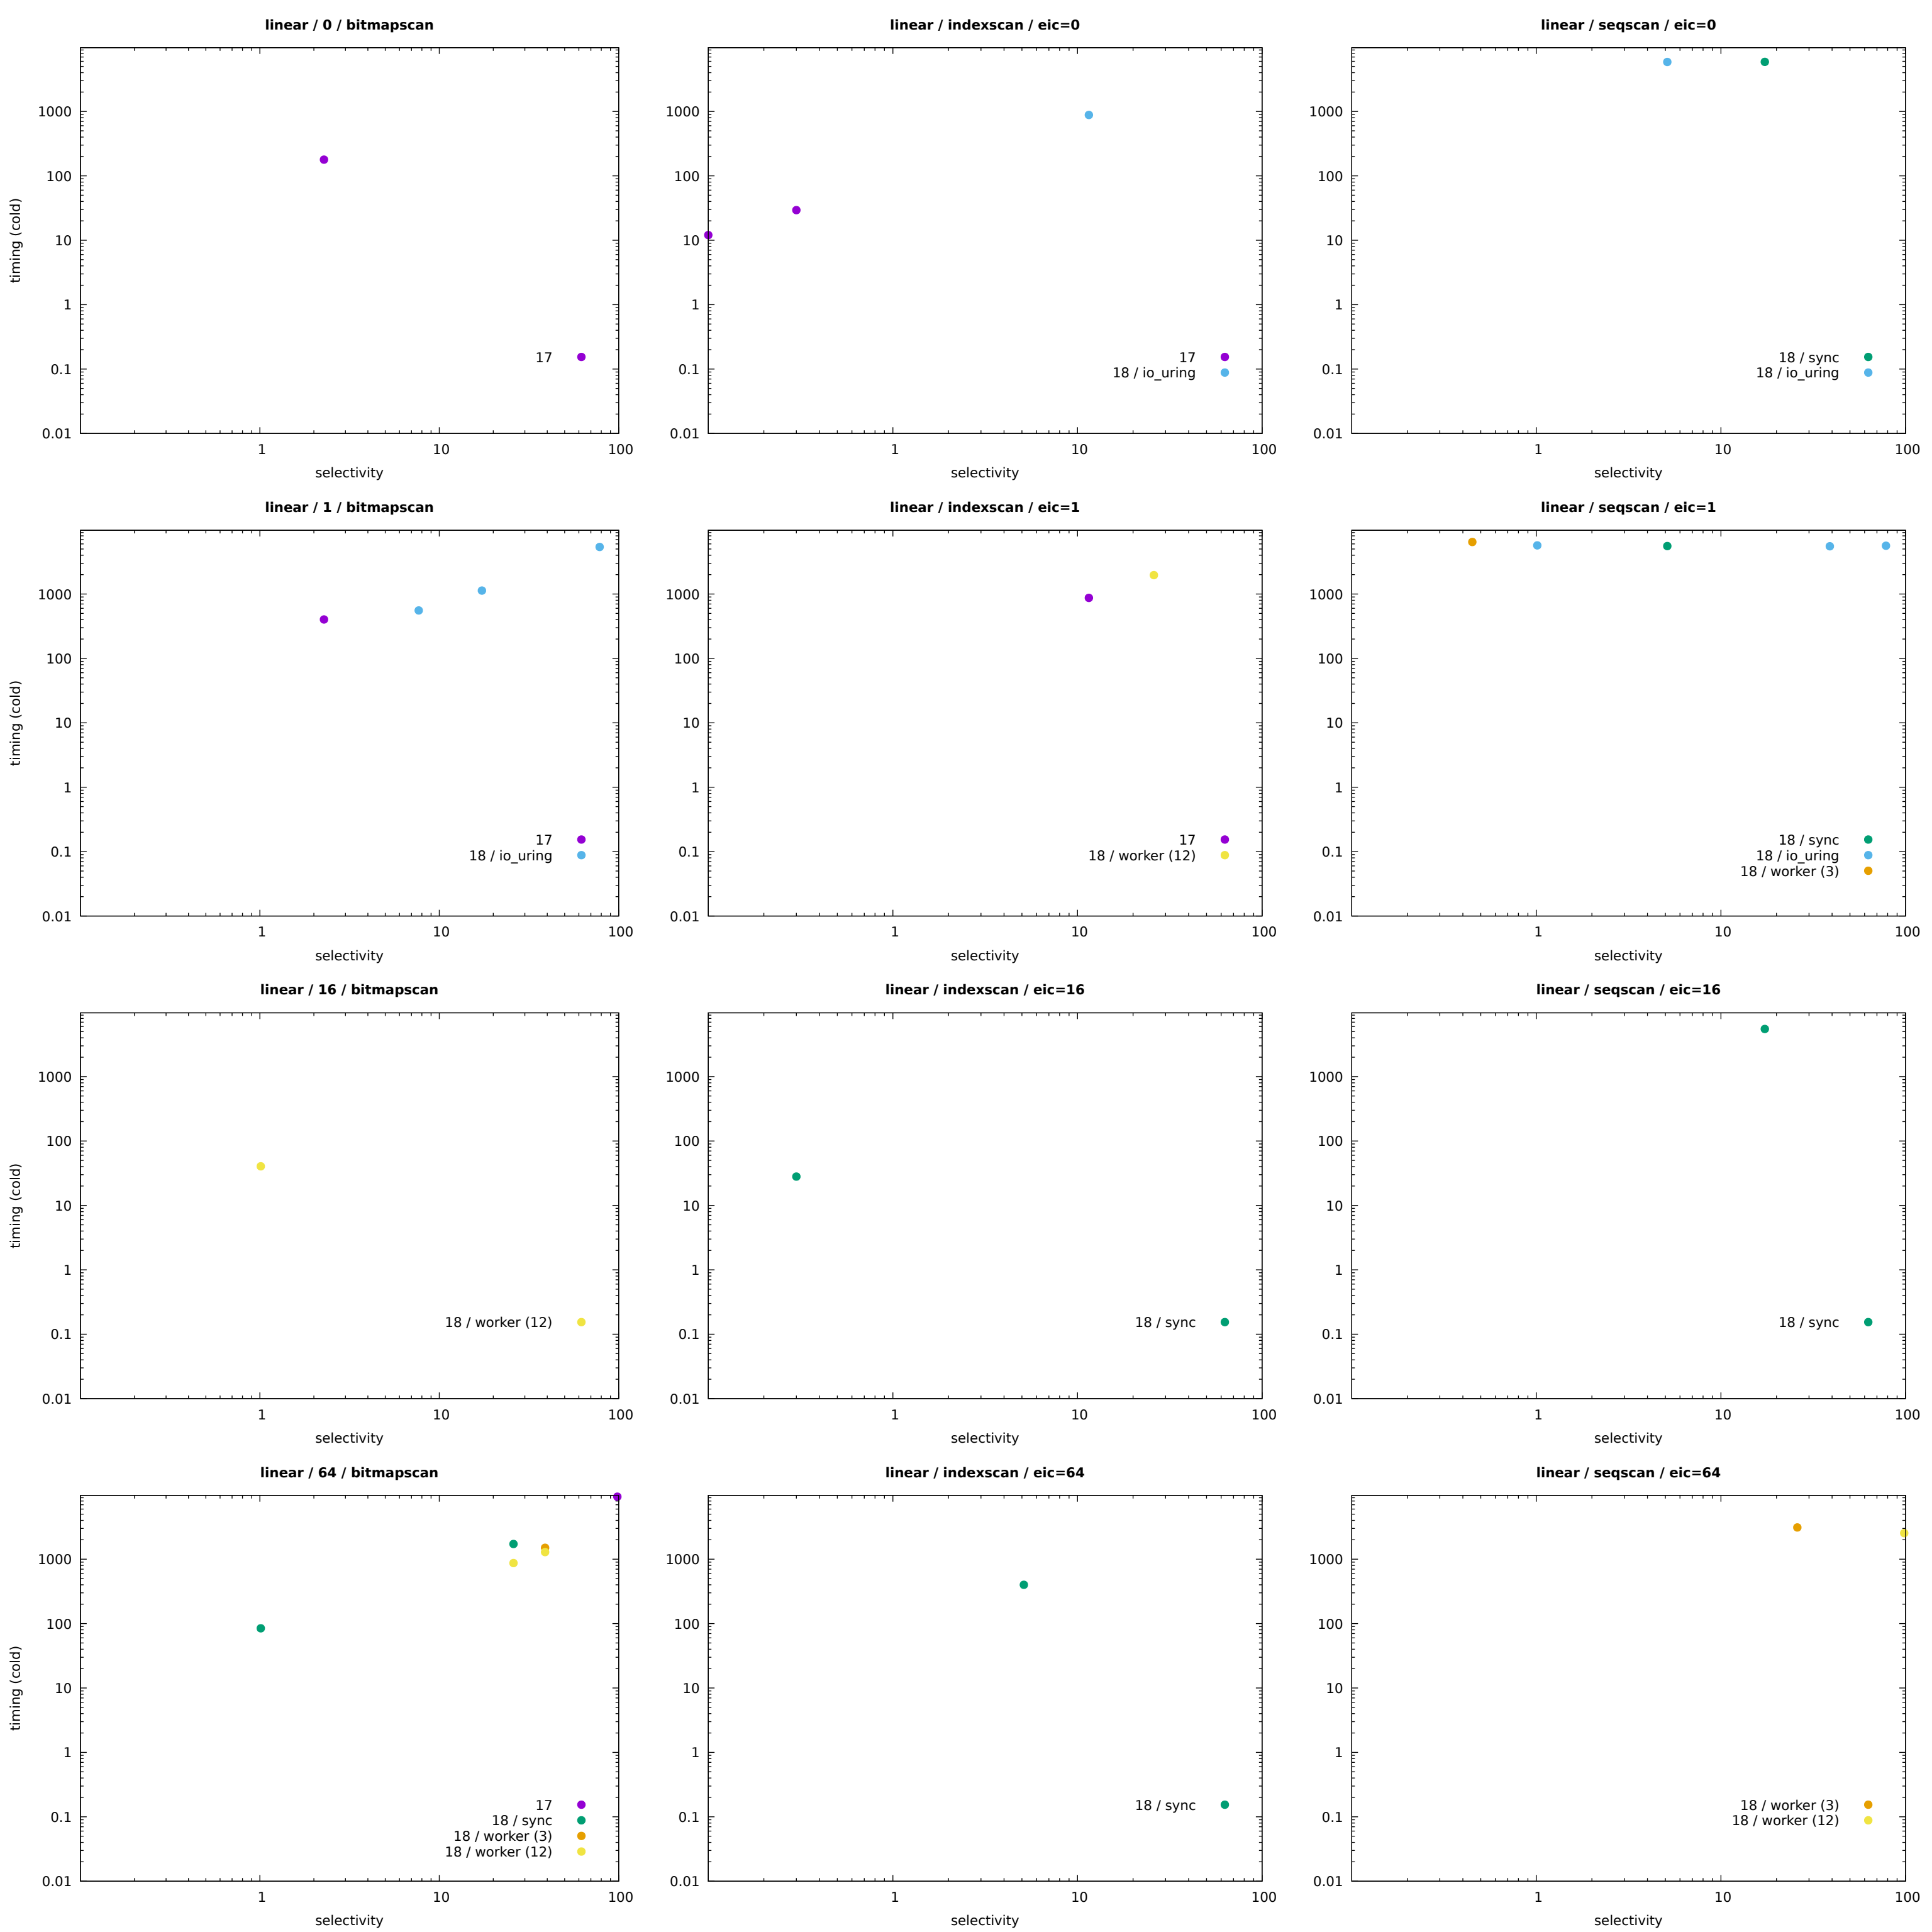 linear / 0 / bitmapscan
timing (cold)
1000
100
10
1
0.1
0.01
17
1
10
100
selectivity
linear / indexscan / eic=0
1000
100
10
1
0.1
0.01
17
18 / io_uring
1
10
100
selectivity
linear / seqscan / eic=0
1000
100
10
1
0.1
0.01
18 / sync
18 / io_uring
1
10
100
selectivity
linear / 1 / bitmapscan
timing (cold)
1000
100
10
1
0.1
0.01
17
18 / io_uring
1
10
100
selectivity
linear / indexscan / eic=1
1000
100
10
1
0.1
0.01
17
18 / worker (12)
1
10
100
selectivity
linear / seqscan / eic=1
1000
100
10
1
0.1
0.01
18 / sync
18 / io_uring
18 / worker (3)
1
10
100
selectivity
linear / 16 / bitmapscan
timing (cold)
1000
100
10
1
0.1
0.01
18 / worker (12)
1
10
100
selectivity
linear / indexscan / eic=16
1000
100
10
1
0.1
0.01
18 / sync
1
10
100
selectivity
linear / seqscan / eic=16
1000
100
10
1
0.1
0.01
18 / sync
1
10
100
selectivity
linear / 64 / bitmapscan
timing (cold)
1000
100
10
1
0.1
0.01
17
18 / sync
18 / worker (3)
18 / worker (12)
1
10
100
selectivity
linear / indexscan / eic=64
1000
100
10
1
0.1
0.01
18 / sync
1
10
100
selectivity
linear / seqscan / eic=64
1000
100
10
1
0.1
0.01
18 / worker (3)
18 / worker (12)
1
10
100
selectivity